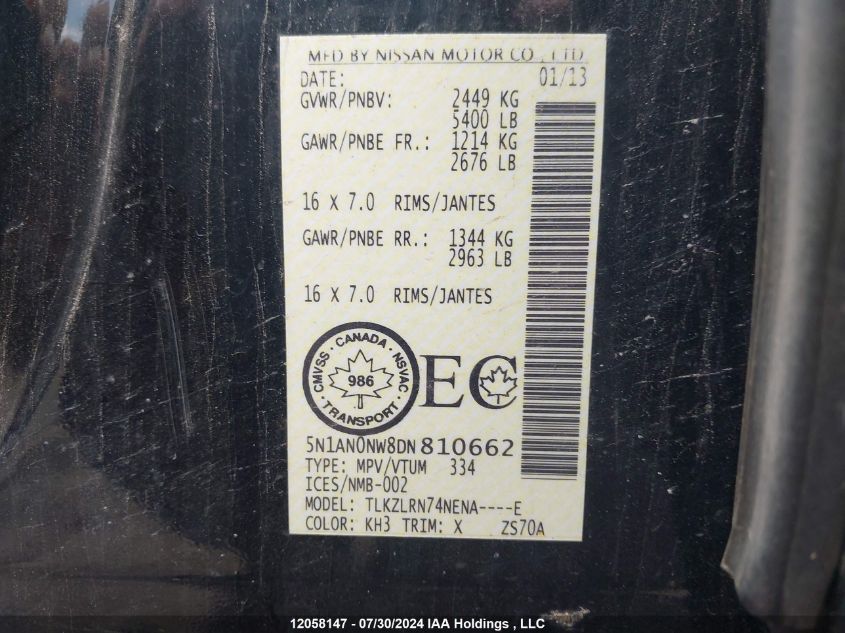 MFD BY NISSAN MOTOR CO., LTD
DATE: 01/13
GVWR/PNBV: 2449 KG
5400 LB
GAWR/PNBE FR.: 1214 KG
2676 LB
16 X 7.0 RIMS/JANTES
GAWR/PNBE RR.: 1344 KG
2963 LB
16 X 7.0 RIMS/JANTES
CMVSS · CANADA · NSVAC · TRANSPORT ·
986
EC
5N1AN0NW8DN810662
TYPE: MPV/VTUM 334
ICES/NMB-002
MODEL: TLKZLRN74NENA----E
COLOR: KH3 TRIM: X ZS70A
12058147 - 07/30/2024 IAA Holdings , LLC